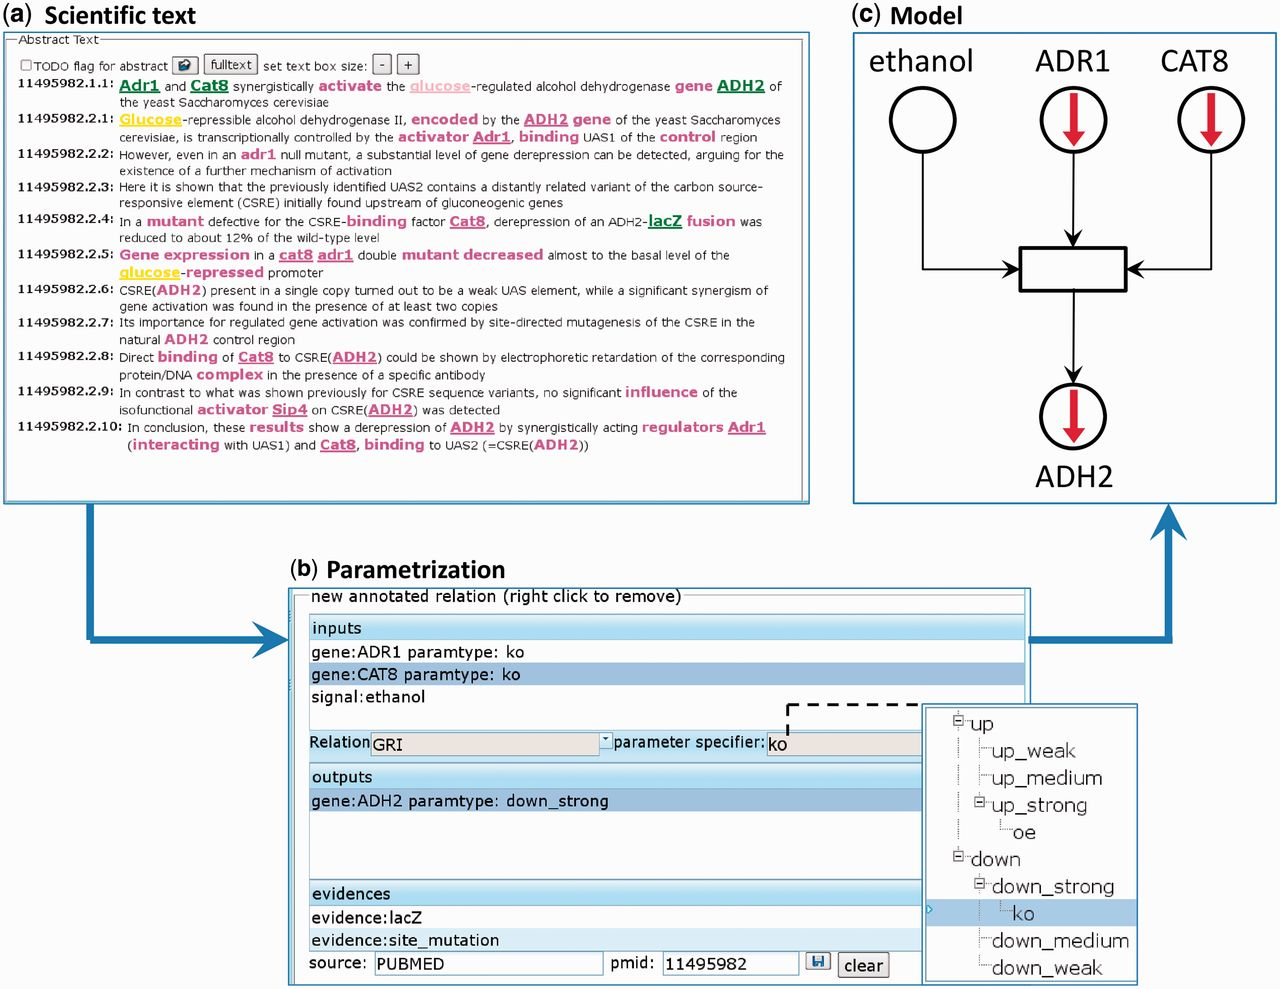 (a) Scientific text
Abstract Text
TODO flag for abstract fulltext set text box size: - +
11495982.1.1: Adr1 and Cat8 synergistically activate the glucose-regulated alcohol dehydrogenase gene ADH2 of
the yeast Saccharomyces cerevisiae
11495982.2.1: Glucose-repressible alcohol dehydrogenase II, encoded by the ADH2 gene of the yeast Saccharomyces
cerevisiae, is transcriptionally controlled by the activator Adr1, binding UAS1 of the control region
11495982.2.2: However, even in an adr1 null mutant, a substantial level of gene derepression can be detected, arguing for the
existence of a further mechanism of activation
11495982.2.3: Here it is shown that the previously identified UAS2 contains a distantly related variant of the carbon source-
responsive element (CSRE) initially found upstream of gluconeogenic genes
11495982.2.4: In a mutant defective for the CSRE-binding factor Cat8, derepression of an ADH2-lacZ fusion was
reduced to about 12% of the wild-type level
11495982.2.5: Gene expression in a cat8 adr1 double mutant decreased almost to the basal level of the
glucose-repressed promoter
11495982.2.6: CSRE(ADH2) present in a single copy turned out to be a weak UAS element, while a significant synergism of
gene activation was found in the presence of at least two copies
11495982.2.7: Its importance for regulated gene activation was confirmed by site-directed mutagenesis of the CSRE in the
natural ADH2 control region
11495982.2.8: Direct binding of Cat8 to CSRE(ADH2) could be shown by electrophoretic retardation of the corresponding
protein/DNA complex in the presence of a specific antibody
11495982.2.9: In contrast to what was shown previously for CSRE sequence variants, no significant influence of the
isofunctional activator Sip4 on CSRE(ADH2) was detected
11495982.2.10: In conclusion, these results show a derepression of ADH2 by synergistically acting regulators Adr1
(interacting with UAS1) and Cat8, binding to UAS2 (=CSRE(ADH2))
(c) Model
ethanol ADR1 CAT8
ADH2
(b) Parametrization
new annotated relation (right click to remove)
inputs
gene:ADR1 paramtype: ko
gene:CAT8 paramtype: ko
signal:ethanol
Relation GRI parameter specifier: ko
outputs
gene:ADH2 paramtype: down_strong
evidences
evidence:lacZ
evidence:site_mutation
source: PUBMED pmid: 11495982 clear
up
up_weak
up_medium
up_strong
oe
down
down_strong
ko
down_medium
down_weak